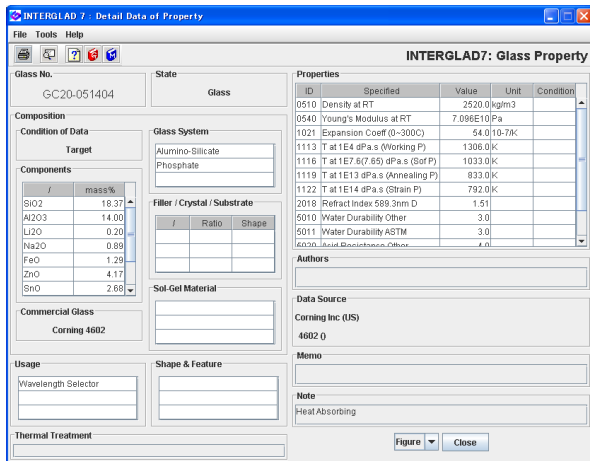 INTERGLAD 7 : Detail Data of Property
File Tools Help
INTERGLAD7: Glass Property
Glass No.
GC20-051404
State
Glass
Composition
Condition of Data
Target
Components
/ mass%
SiO2 18.37
Al2O3 14.00
Li2O 0.20
Na2O 0.89
FeO 1.29
ZnO 4.17
SnO 2.68
Commercial Glass
Corning 4602
Glass System
Alumino-Silicate
Phosphate
Filler / Crystal / Substrate
/ Ratio Shape
Sol-Gel Material
Usage
Wavelength Selector
Shape & Feature
Thermal Treatment
Properties
ID Specified Value Unit Condition
0510 Density at RT 2520.0 kg/m3
0540 Young's Modulus at RT 7.096E10 Pa
1021 Expansion Coeff (0~300C) 54.0 10-7/K
1113 T at 1E4 dPa.s (Working P) 1306.0 K
1116 T at 1E7.6(7.65) dPa.s (Sof P) 1033.0 K
1119 T at 1E13 dPa.s (Annealing P) 833.0 K
1122 T at 1E14 dPa.s (Strain P) 792.0 K
2018 Refract Index 589.3nm D 1.51
5010 Water Durability Other 3.0
5011 Water Durability ASTM 3.0
5020 Acid Resistance Other 4.0
Authors
Data Source
Corning Inc (US)
4602 ()
Memo
Note
Heat Absorbing
Figure Close